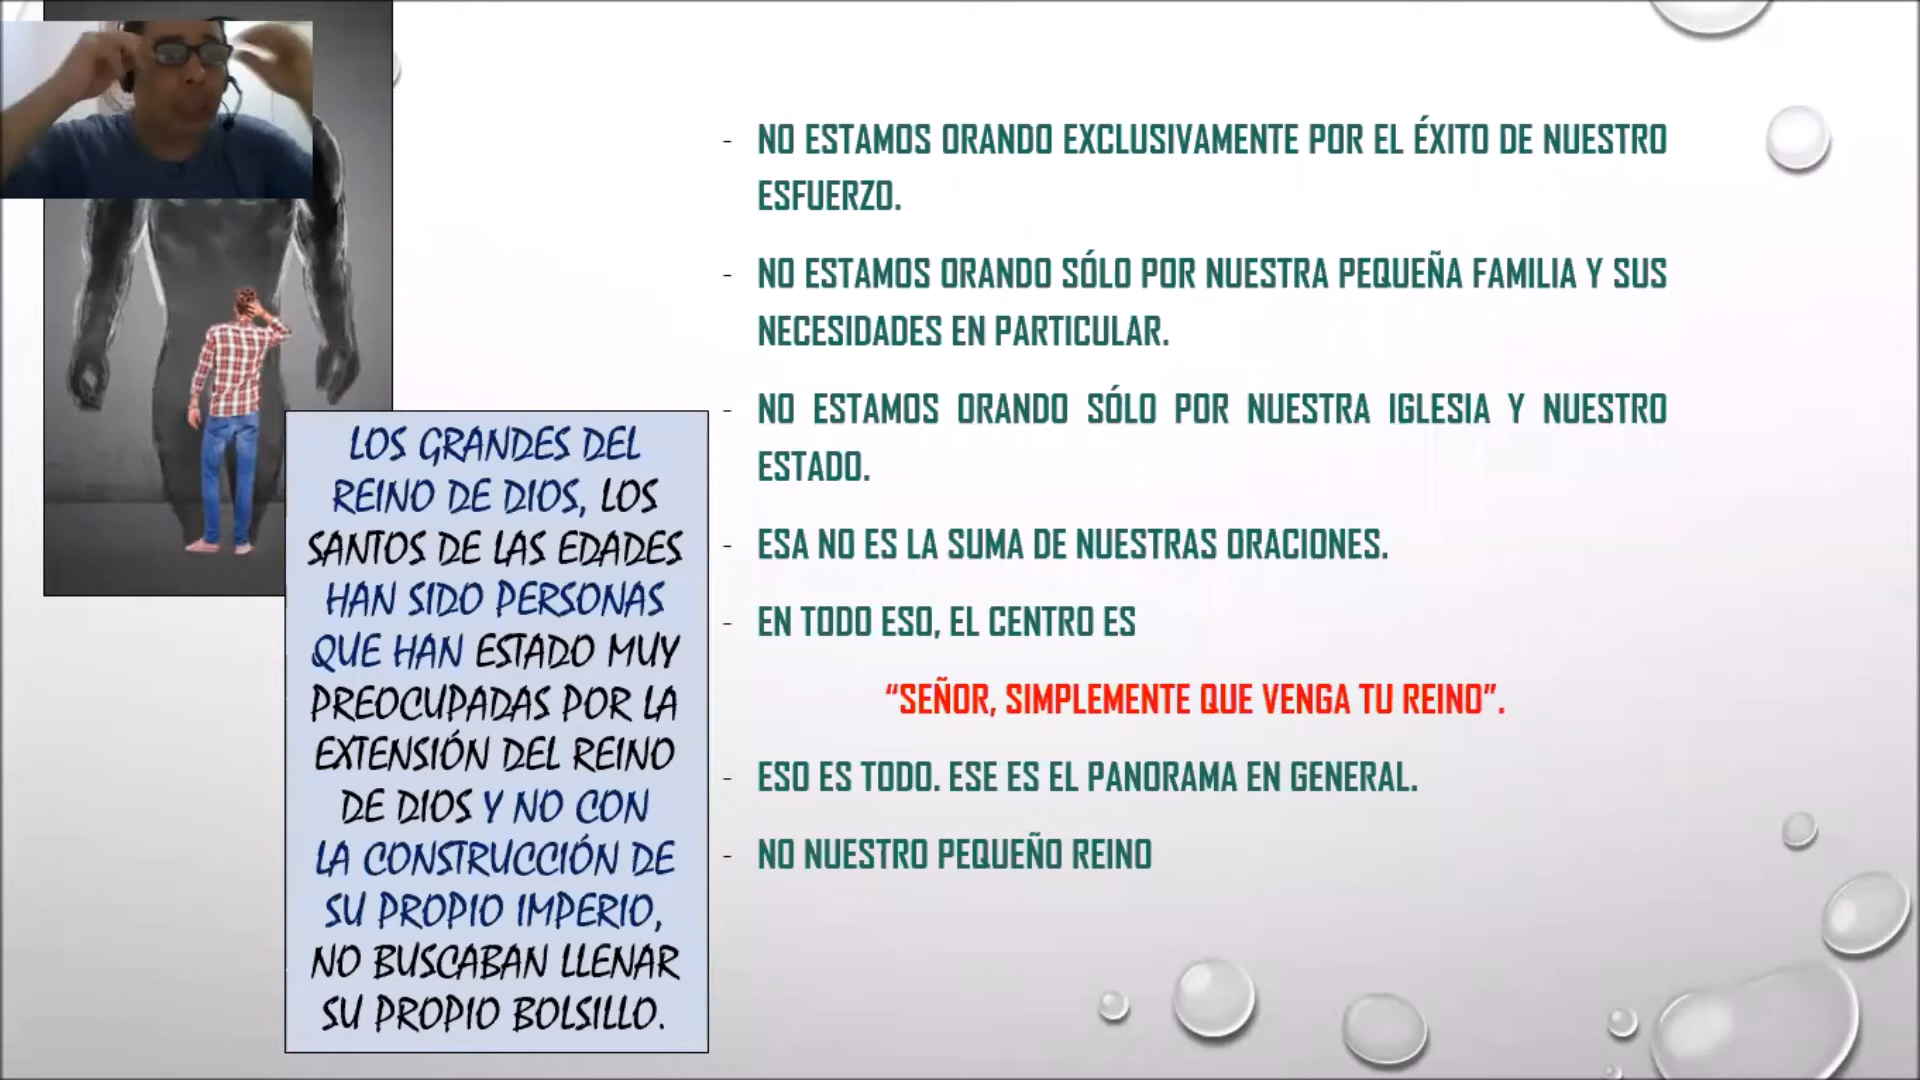 - NO ESTAMOS ORANDO EXCLUSIVAMENTE POR EL ÉXITO DE NUESTRO
ESFUERZO.
- NO ESTAMOS ORANDO SÓLO POR NUESTRA PEQUEÑA FAMILIA Y SUS
NECESIDADES EN PARTICULAR.
- NO ESTAMOS ORANDO SÓLO POR NUESTRA IGLESIA Y NUESTRO
ESTADO.
- ESA NO ES LA SUMA DE NUESTRAS ORACIONES.
- EN TODO ESO, EL CENTRO ES
“SEÑOR, SIMPLEMENTE QUE VENGA TU REINO”.
- ESO ES TODO. ESE ES EL PANORAMA EN GENERAL.
- NO NUESTRO PEQUEÑO REINO
LOS GRANDES DEL
REINO DE DIOS, LOS
SANTOS DE LAS EDADES
HAN SIDO PERSONAS
QUE HAN ESTADO MUY
PREOCUPADAS POR LA
EXTENSIÓN DEL REINO
DE DIOS Y NO CON
LA CONSTRUCCIÓN DE
SU PROPIO IMPERIO,
NO BUSCABAN LLENAR
SU PROPIO BOLSILLO.